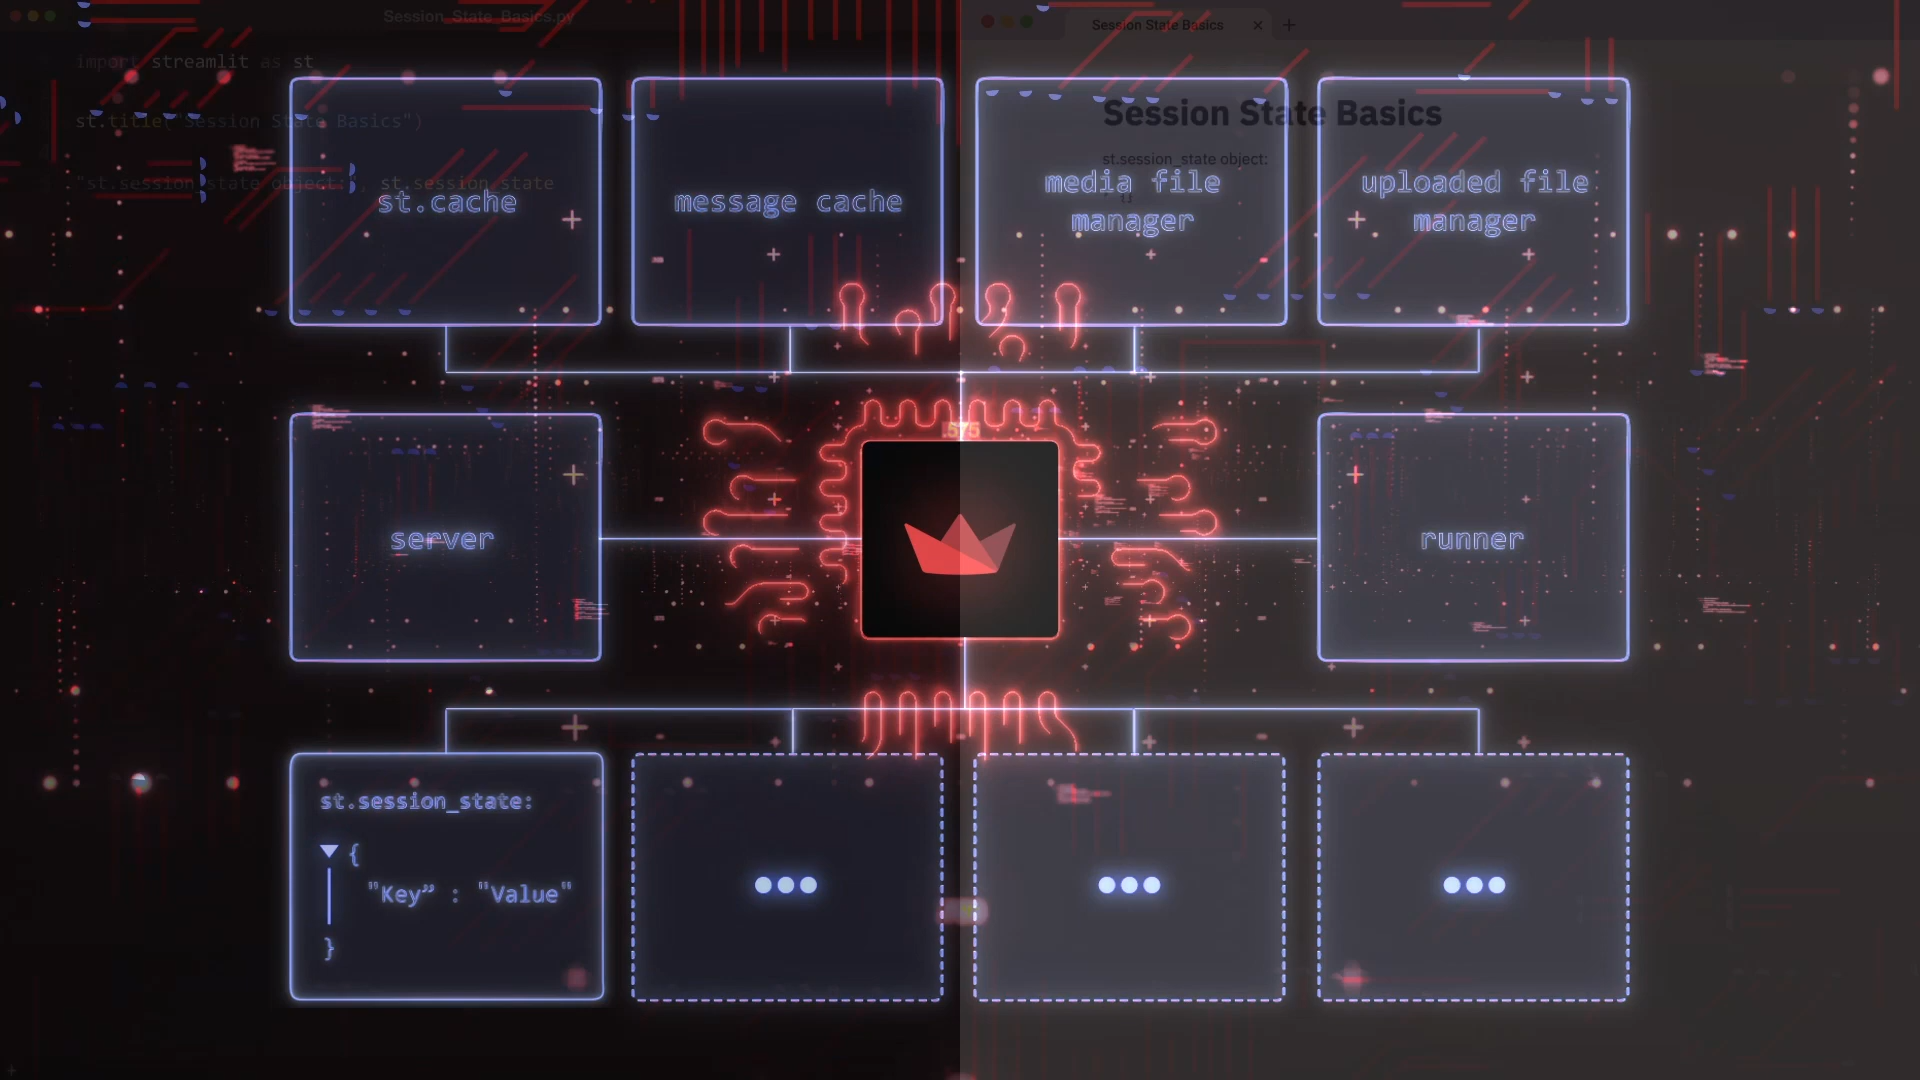 Session_State_Basics.py
Session State Basics
import streamlit as st
st.title("Session State Basics")
Session State Basics
st.session_state object:
"st.session_state object:", st.session_state
st.cache
message cache
media file
manager
uploaded file
manager
server
runner
st.session_state:
{
"Key” : "Value"
}